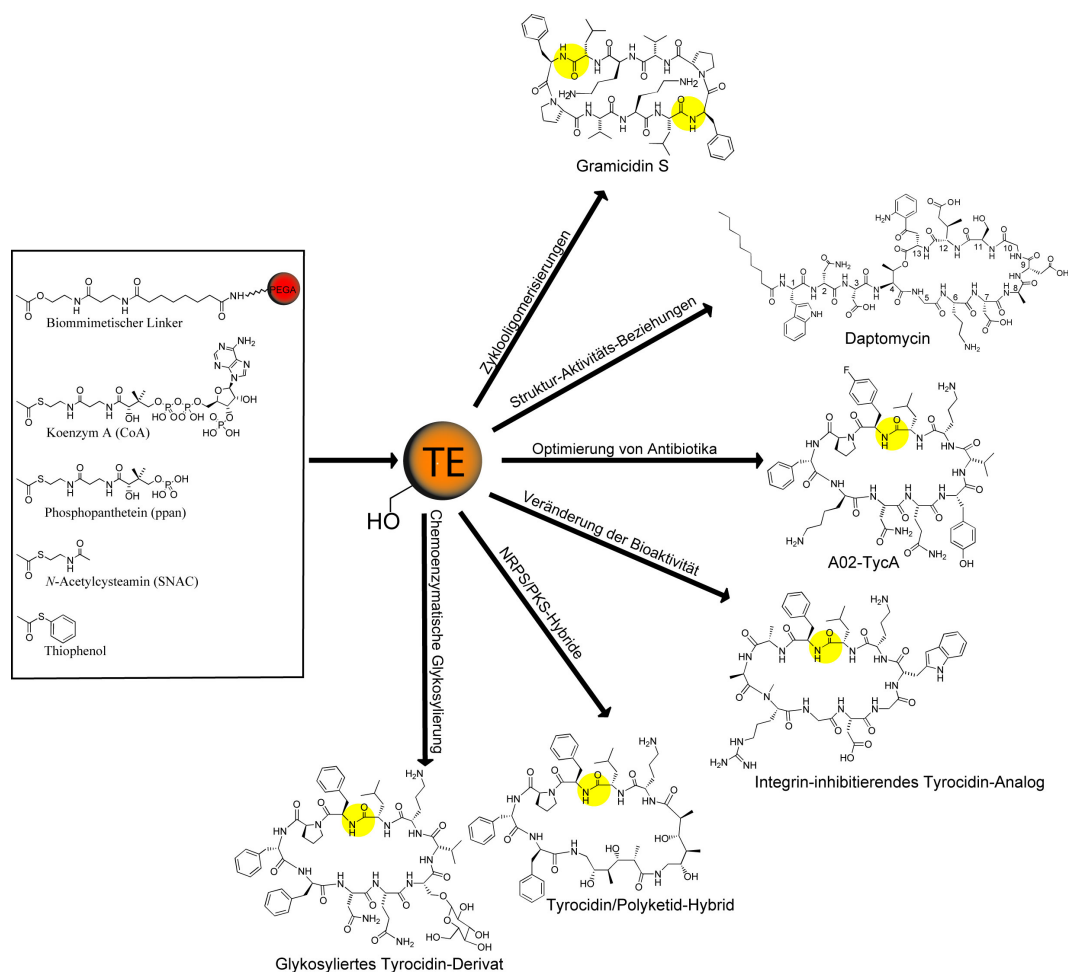 Gramicidin S
Daptomycin
A02-TycA
Integrin-inhibitierendes Tyrocidin-Analog
Tyrocidin/Polyketid-Hybrid
Glykosyliertes Tyrocidin-Derivat
PEGA
Biommimetischer Linker
Koenzym A (CoA)
Phosphopanthetein (ppan)
N-Acetylcysteamin (SNAC)
Thiophenol
TE
HO
Zyklooligomerisierungen
Struktur-Aktivitäts-Beziehungen
Optimierung von Antibiotika
Veränderung der Bioaktivität
NRPS/PKS-Hybride
Chemoenzymatische Glykosylierung